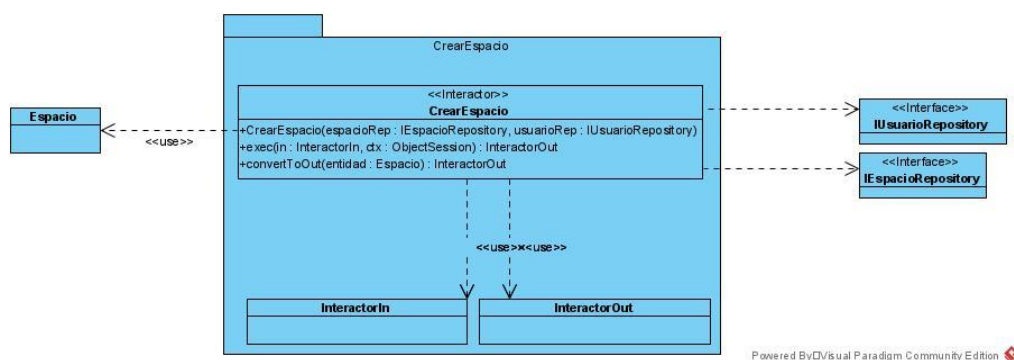 CrearEspacio
<<Interactor>>
CrearEspacio
+CrearEspacio(espacioRep : IEspacioRepository, usuarioRep : IUsuarioRepository)
+exec(in : InteractorIn, ctx : ObjectSession) : InteractorOut
+convertToOut(entidad : Espacio) : InteractorOut
Espacio
<<use>>
<<Interface>>
IUsuarioRepository
<<Interface>>
IEspacioRepository
<<use>>
<<use>>
InteractorIn
InteractorOut
Powered By Visual Paradigm Community Edition